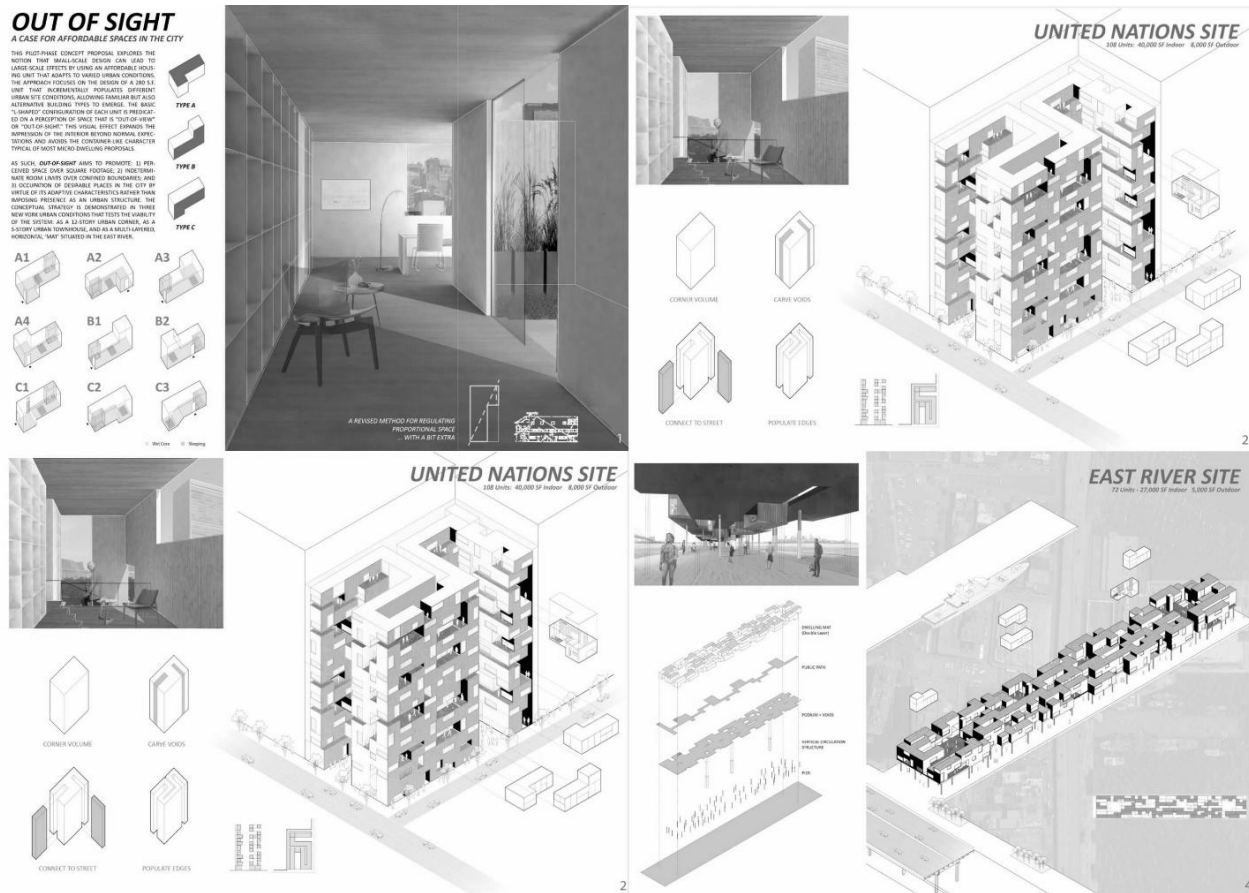 OUT OF SIGHT
A CASE FOR AFFORDABLE SPACES IN THE CITY
THIS PILOT-PHASE CONCEPT PROPOSAL EXPLORES THE
NOTION THAT SMALL-SCALE DESIGN CAN LEAD TO
LARGE-SCALE EFFECTS BY USING AN AFFORDABLE HOUS-
ING UNIT THAT ADAPTS TO VARIED URBAN CONDITIONS.
THE APPROACH FOCUSES ON THE DESIGN OF A 280 S.F.
UNIT THAT INCREMENTALLY POPULATES DIFFERENT
URBAN SITE CONDITIONS, ALLOWING FAMILIAR BUT ALSO
ALTERNATIVE BUILDING TYPES TO EMERGE. THE BASIC
"L-SHAPED" CONFIGURATION OF EACH UNIT IS PREDICAT-
ED ON A PERCEPTION OF SPACE THAT IS "OUT-OF-VIEW"
OR "OUT-OF-SIGHT." THIS VISUAL EFFECT EXPANDS THE
IMPRESSION OF THE INTERIOR BEYOND NORMAL EXPEC-
TATIONS AND AVOIDS THE CONTAINER-LIKE CHARACTER
TYPICAL OF MOST MICRO-DWELLING PROPOSALS.
AS SUCH, OUT-OF-SIGHT AIMS TO PROMOTE: 1) PER-
CEIVED SPACE OVER SQUARE FOOTAGE; 2) INDETERMI-
NATE ROOM LIMITS OVER CONFINED BOUNDARIES; AND
3) OCCUPATION OF DESIRABLE PLACES IN THE CITY BY
VIRTUE OF ITS ADAPTIVE CHARACTERISTICS RATHER THAN
IMPOSING PRESENCE AS AN URBAN STRUCTURE. THE
CONCEPTUAL STRATEGY IS DEMONSTRATED IN THREE
NEW YORK URBAN CONDITIONS THAT TESTS THE VIABILITY
OF THE SYSTEM: AS A 12-STORY URBAN CORNER, AS A
5-STORY URBAN TOWNHOUSE, AND AS A MULTI-LAYERED,
HORIZONTAL 'MAT' SITUATED IN THE EAST RIVER.
TYPE A
TYPE B
TYPE C
A1 A2 A3
A4 B1 B2
C1 C2 C3
Wet Core Sleeping
A REVISED METHOD FOR REGULATING
PROPORTIONAL SPACE
... WITH A BIT EXTRA
1
UNITED NATIONS SITE
108 Units: 40,000 SF Indoor 8,000 SF Outdoor
CORNER VOLUME
CARVE VOIDS
CONNECT TO STREET
POPULATE EDGES
2
UNITED NATIONS SITE
108 Units: 40,000 SF Indoor 8,000 SF Outdoor
CORNER VOLUME
CARVE VOIDS
CONNECT TO STREET
POPULATE EDGES
2
EAST RIVER SITE
72 Units - 27,000 SF Indoor 5,000 SF Outdoor
DWELLING MAT
(Double Layer)
PUBLIC PATH
PODIUM + VOIDS
VERTICAL CIRCULATION
STRUCTURE
PIER
4